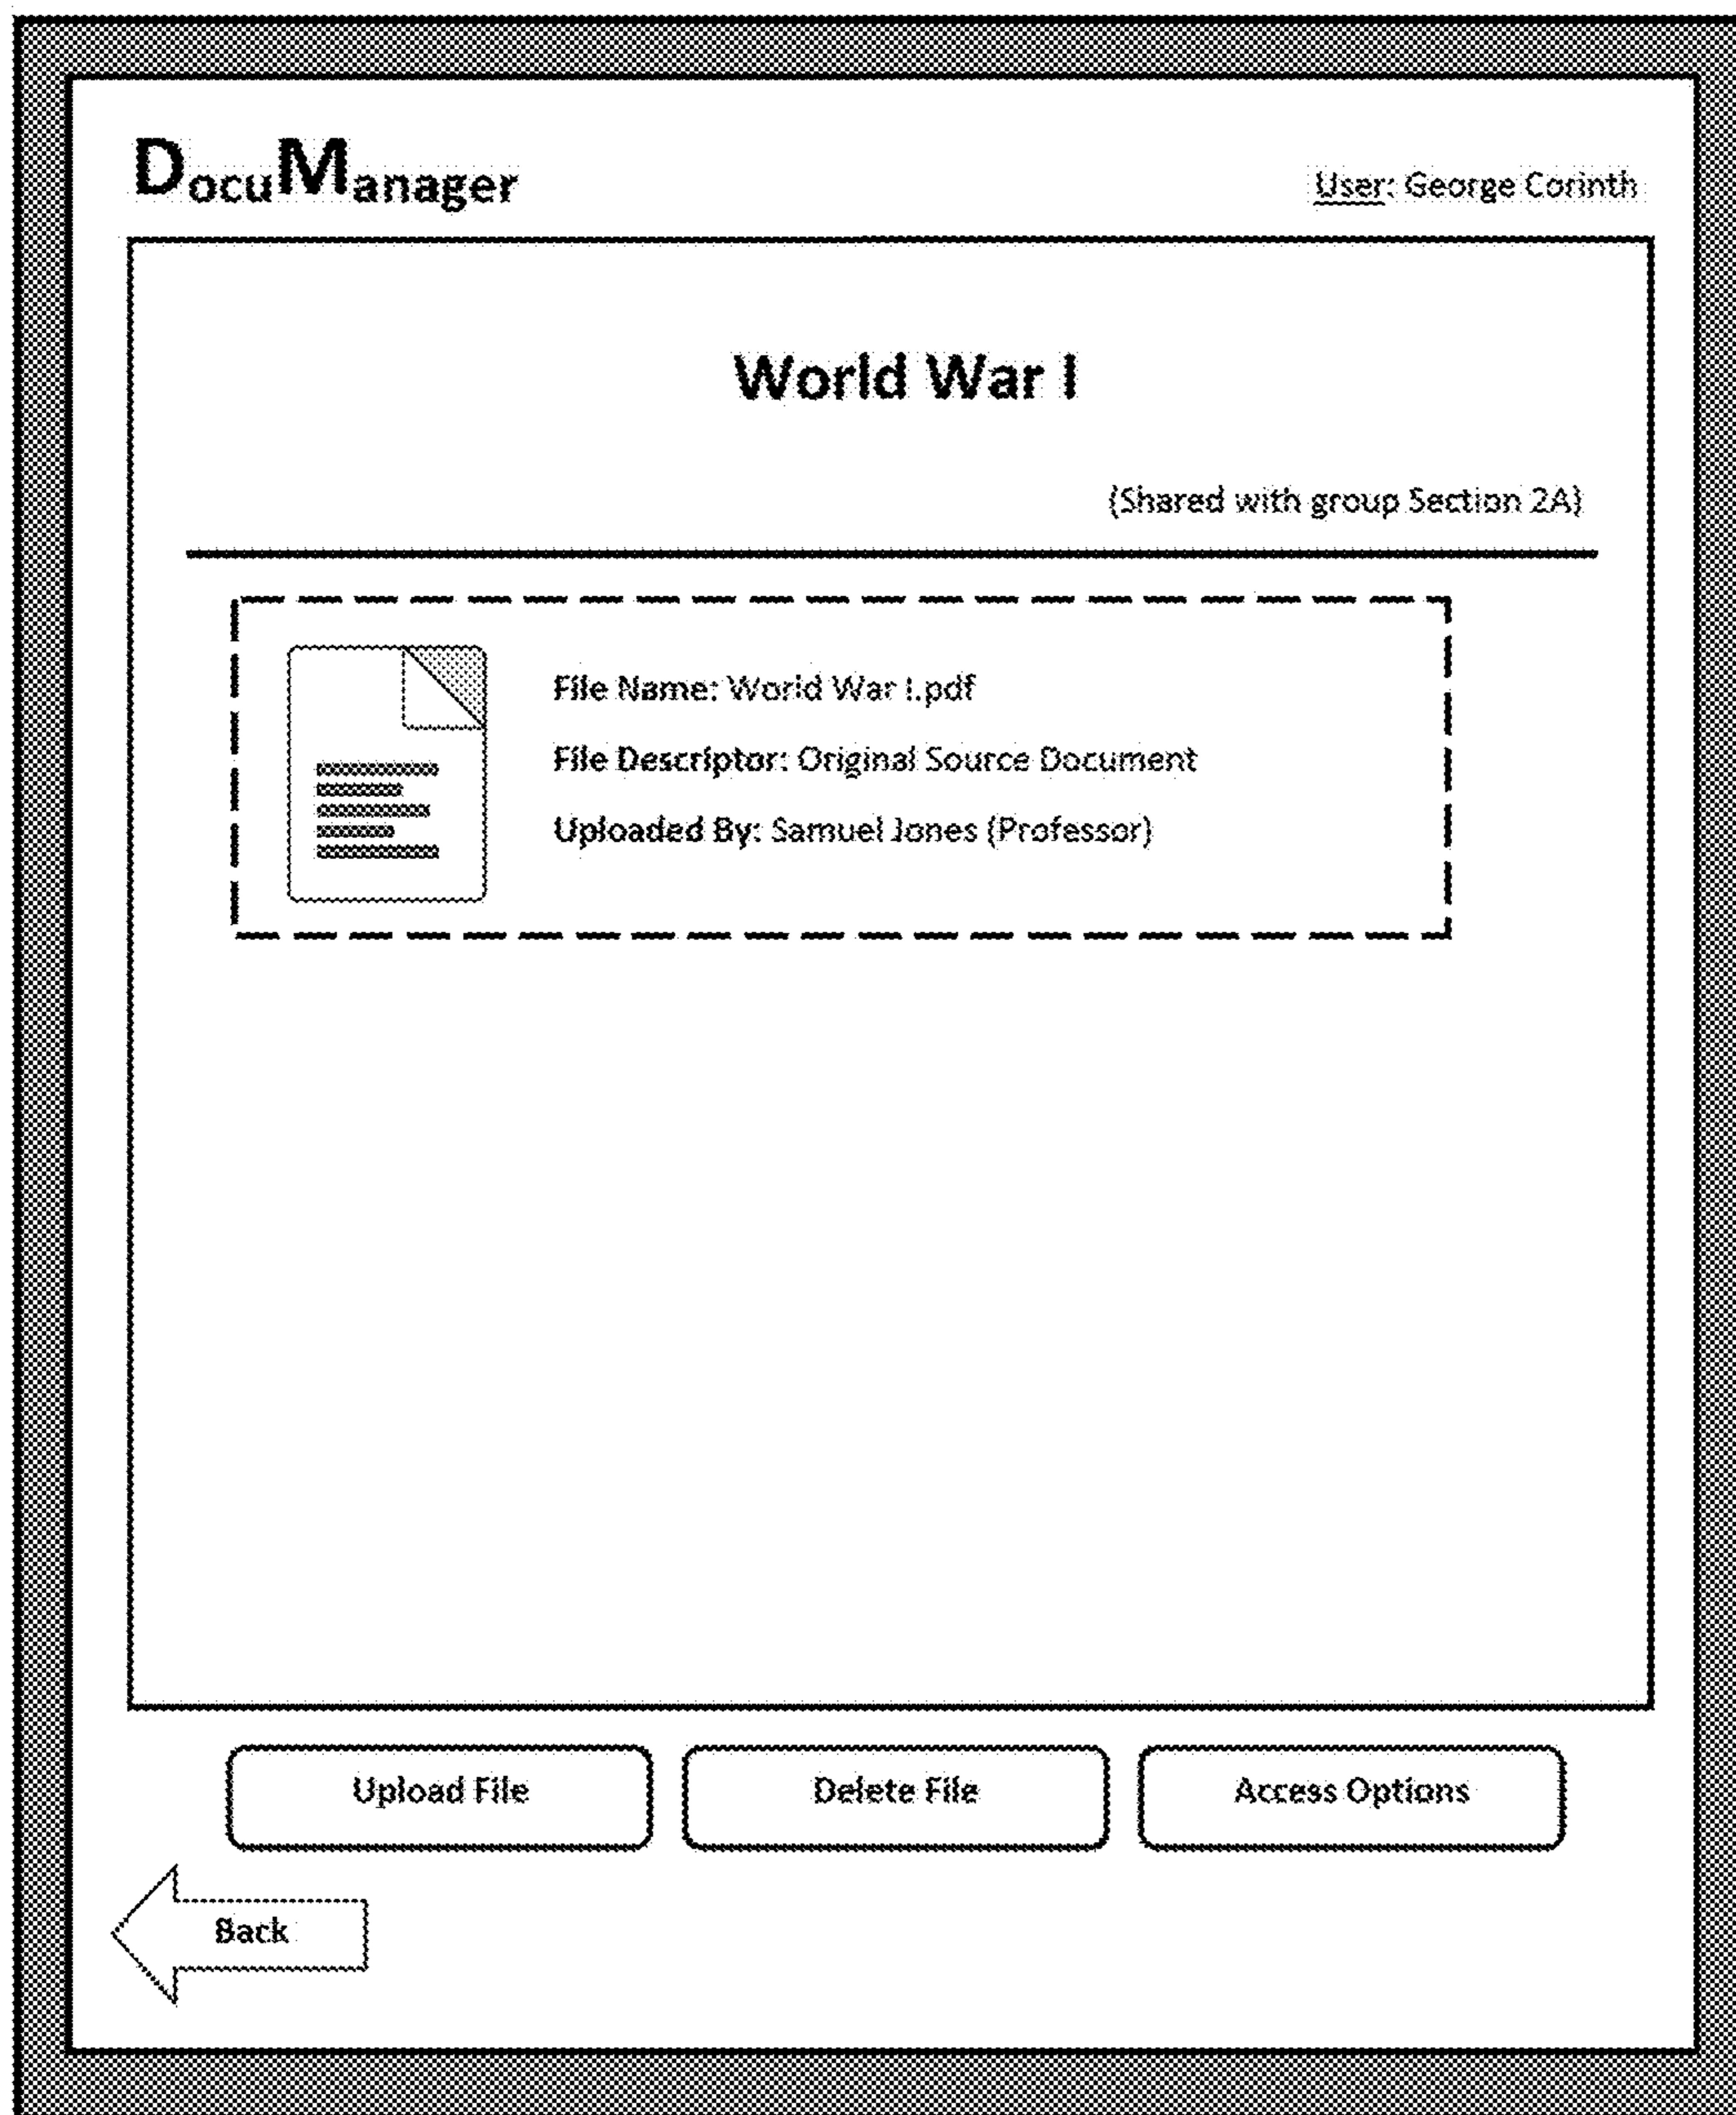 DocuManager
User: George Corinth
World War I
(Shared with group Section 2A)
File Name: World War I.pdf
File Descriptor: Original Source Document
Uploaded By: Samuel Jones (Professor)
Upload File
Delete File
Access Options
Back